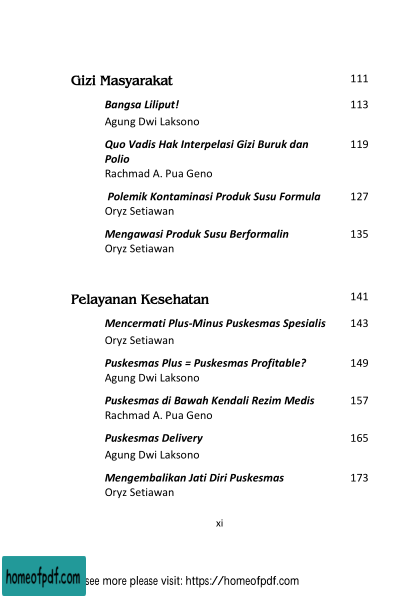 Gizi Masyarakat 111
Bangsa Liliput! 113
Agung Dwi Laksono
Quo Vadis Hak Interpelasi Gizi Buruk dan 119
Polio
Rachmad A. Pua Geno
Polemik Kontaminasi Produk Susu Formula 127
Oryz Setiawan
Mengawasi Produk Susu Berformalin 135
Oryz Setiawan
Pelayanan Kesehatan 141
Mencermati Plus-Minus Puskesmas Spesialis 143
Oryz Setiawan
Puskesmas Plus = Puskesmas Profitable? 149
Agung Dwi Laksono
Puskesmas di Bawah Kendali Rezim Medis 157
Rachmad A. Pua Geno
Puskesmas Delivery 165
Agung Dwi Laksono
Mengembalikan Jati Diri Puskesmas 173
Oryz Setiawan
xi
homeofpdf.com see more please visit: https://homeofpdf.com